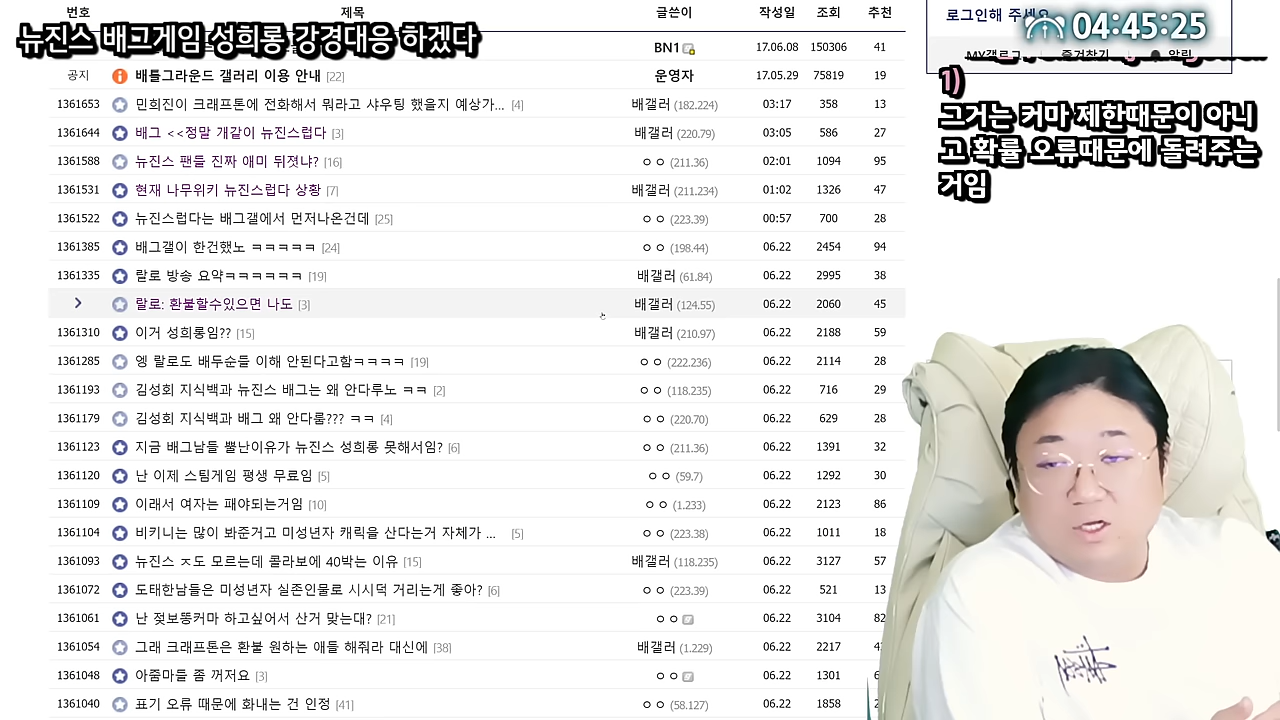 번호 제목 글쓴이 작성일 조회 추천
뉴진스 배그게임 성희롱 강경대응 하겠다
BN1 17.06.08 150306 41
공지 배틀그라운드 갤러리 이용 안내 [22] 운영자 17.05.29 75819 19
1361653 민희진이 크래프톤에 전화해서 뭐라고 샤우팅 했을지 예상가... [4] 배갤러 (182.224) 03:17 358 13
1361644 배그 <<정말 개같이 뉴진스럽다 [3] 배갤러 (220.79) 03:05 586 27
1361588 뉴진스 팬들 진짜 애미 뒤졋냐? [16] ㅇㅇ (211.36) 02:01 1094 95
1361531 현재 나무위키 뉴진스럽다 상황 [7] 배갤러 (211.234) 01:02 1326 47
1361522 뉴진스럽다는 배그갤에서 먼저나온건데 [25] ㅇㅇ (223.39) 00:57 700 28
1361385 배그갤이 한건했노 ㅋㅋㅋㅋㅋ [24] ㅇㅇ (198.44) 06.22 2454 94
1361335 랄로 방송 요약ㅋㅋㅋㅋㅋㅋ [19] 배갤러 (61.84) 06.22 2995 38
랄로: 환불할수있으면 나도 [3] 배갤러 (124.55) 06.22 2060 45
1361310 이거 성희롱임?? [15] 배갤러 (210.97) 06.22 2188 59
1361285 엥 랄로도 배두순들 이해 안된다고함ㅋㅋㅋㅋ [19] ㅇㅇ (222.236) 06.22 2114 28
1361193 김성회 지식백과 뉴진스 배그는 왜 안다루노 ㅋㅋ [2] ㅇㅇ (118.235) 06.22 716 29
1361179 김성회 지식백과 배그 왜 안다룸??? ㅋㅋ [4] ㅇㅇ (220.70) 06.22 629 28
1361123 지금 배그남들 뿔난이유가 뉴진스 성희롱 못해서임? [6] ㅇㅇ (211.36) 06.22 1391 32
1361120 난 이제 스팀게임 평생 무료임 [5] ㅇㅇ (59.7) 06.22 1292 30
1361109 이래서 여자는 패야되는거임 [10] ㅇㅇ (1.233) 06.22 2123 86
1361104 비키니는 많이 봐준거고 미성년자 캐릭을 산다는거 자체가 ... [5] ㅇㅇ (223.38) 06.22 1011 18
1361093 뉴진스 ㅈ도 모르는데 콜라보에 40박는 이유 [15] 배갤러 (118.235) 06.22 3127 57
1361072 도태한남들은 미성년자 실존인물로 시시덕 거리는게 좋아? [6] ㅇㅇ (223.39) 06.22 521 13
1361061 난 젖보똥커마 하고싶어서 산거 맞는대? [21] ㅇㅇ 06.22 3104 82
1361054 그래 크래프톤은 환불 원하는 애들 해줘라 대신에 [38] 배갤러 (1.229) 06.22 2217
1361048 아줌마들 좀 꺼저요 [3] ㅇㅇ 06.22 1301
1361040 표기 오류 때문에 화내는 건 인정 [41] ㅇㅇ (58.127) 06.22 1858
로그인해 주세요
04:45:25
MY갤로그 즐겨찾기 알림
1)
그거는 커마 제한때문이 아니
고 확률 오류때문에 돌려주는
거임